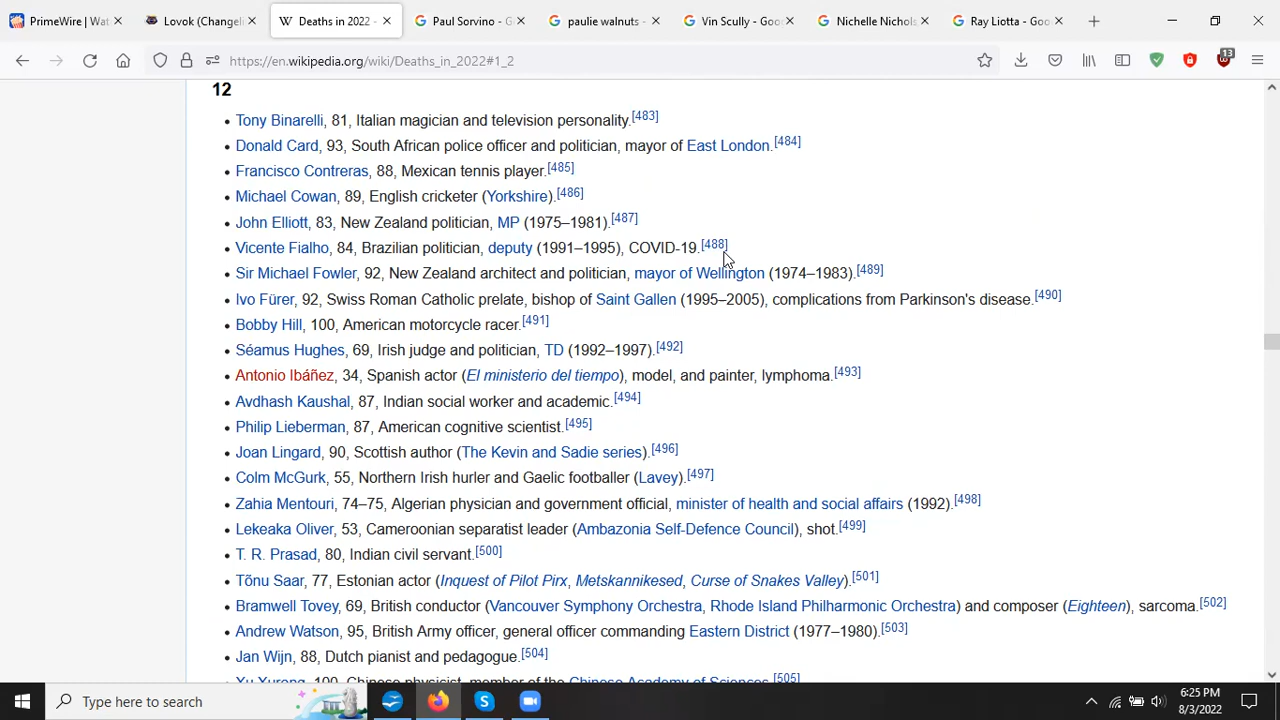 PrimeWire | Wat
Lovok (Changeli
Deaths in 2022 -
Paul Sorvino - G
paulie walnuts -
Vin Scully - Goo
Nichelle Nichols
Ray Liotta - Goo
https://en.wikipedia.org/wiki/Deaths_in_2022#1_2
13
12
Tony Binarelli, 81, Italian magician and television personality.[483]
Donald Card, 93, South African police officer and politician, mayor of East London.[484]
Francisco Contreras, 88, Mexican tennis player.[485]
Michael Cowan, 89, English cricketer (Yorkshire).[486]
John Elliott, 83, New Zealand politician, MP (1975–1981).[487]
Vicente Fialho, 84, Brazilian politician, deputy (1991–1995), COVID-19.[488]
Sir Michael Fowler, 92, New Zealand architect and politician, mayor of Wellington (1974–1983).[489]
Ivo Fürer, 92, Swiss Roman Catholic prelate, bishop of Saint Gallen (1995–2005), complications from Parkinson's disease.[490]
Bobby Hill, 100, American motorcycle racer.[491]
Séamus Hughes, 69, Irish judge and politician, TD (1992–1997).[492]
Antonio Ibáñez, 34, Spanish actor (El ministerio del tiempo), model, and painter, lymphoma.[493]
Avdhash Kaushal, 87, Indian social worker and academic.[494]
Philip Lieberman, 87, American cognitive scientist.[495]
Joan Lingard, 90, Scottish author (The Kevin and Sadie series).[496]
Colm McGurk, 55, Northern Irish hurler and Gaelic footballer (Lavey).[497]
Zahia Mentouri, 74–75, Algerian physician and government official, minister of health and social affairs (1992).[498]
Lekeaka Oliver, 53, Cameroonian separatist leader (Ambazonia Self-Defence Council), shot.[499]
T. R. Prasad, 80, Indian civil servant.[500]
Tõnu Saar, 77, Estonian actor (Inquest of Pilot Pirx, Metskannikesed, Curse of Snakes Valley).[501]
Bramwell Tovey, 69, British conductor (Vancouver Symphony Orchestra, Rhode Island Philharmonic Orchestra) and composer (Eighteen), sarcoma.[502]
Andrew Watson, 95, British Army officer, general officer commanding Eastern District (1977–1980).[503]
Jan Wijn, 88, Dutch pianist and pedagogue.[504]
Xu Xurong, 100, Chinese physicist, member of the Chinese Academy of Sciences.[505]
Type here to search
6:25 PM
8/3/2022